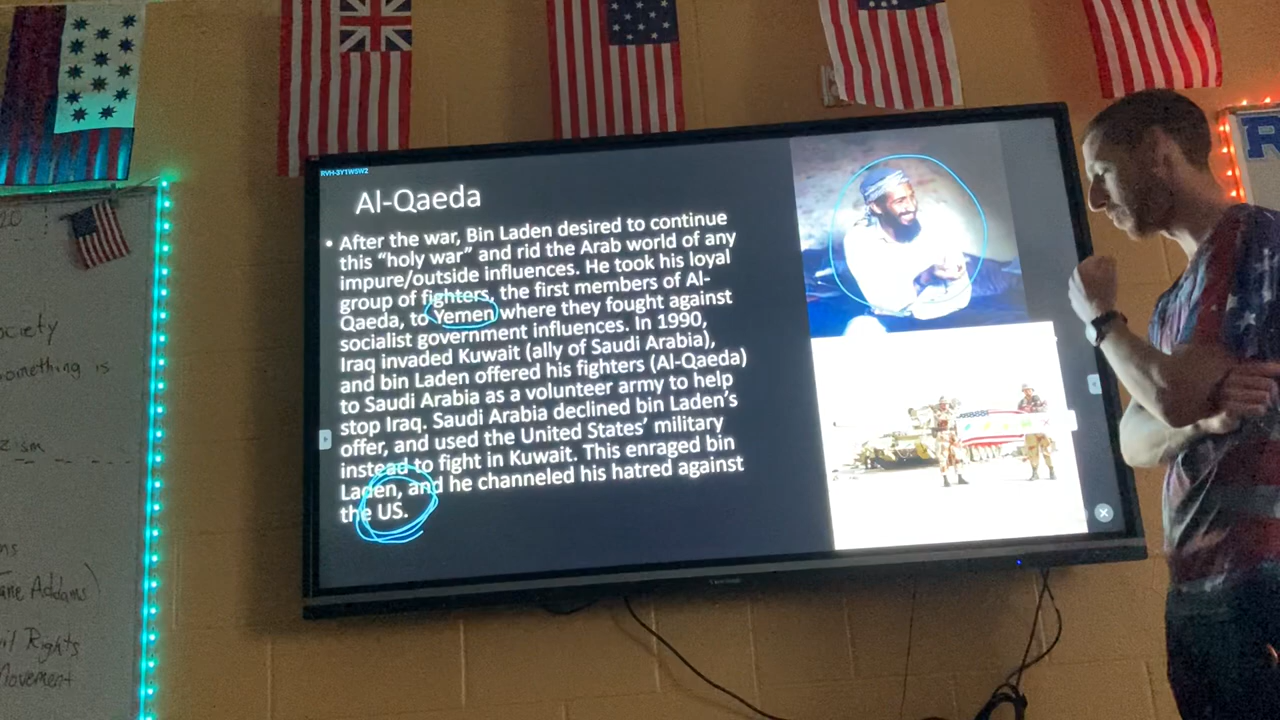 RVH-3Y1W5W2
Al-Qaeda
• After the war, Bin Laden desired to continue
this “holy war” and rid the Arab world of any
impure/outside influences. He took his loyal
group of fighters, the first members of Al-
Qaeda, to Yemen where they fought against
socialist government influences. In 1990,
Iraq invaded Kuwait (ally of Saudi Arabia),
and bin Laden offered his fighters (Al-Qaeda)
to Saudi Arabia as a volunteer army to help
stop Iraq. Saudi Arabia declined bin Laden’s
offer, and used the United States’ military
instead to fight in Kuwait. This enraged bin
Laden, and he channeled his hatred against
the US.
ociety
omething is
zism
ms
ane Addams)
vil Rights
Movement
R